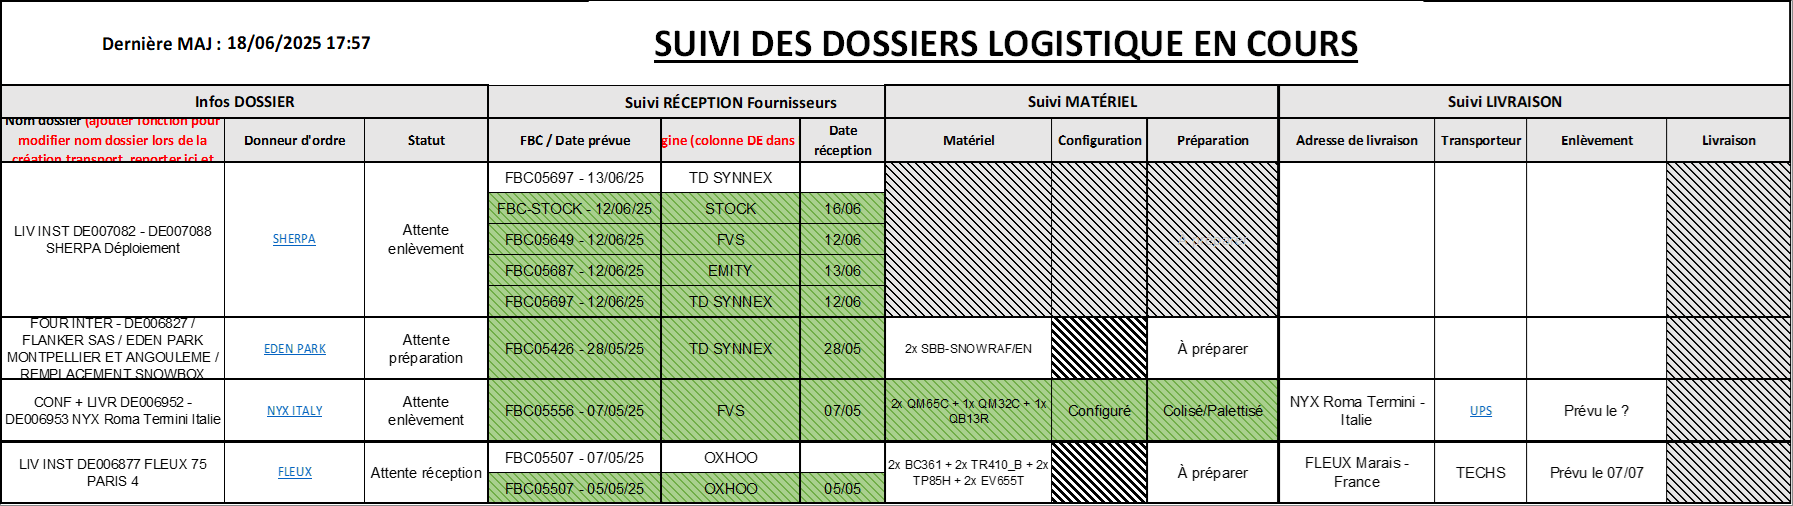 Dernière MAJ : 18/06/2025 17:57
SUIVI DES DOSSIERS LOGISTIQUE EN COURS
Infos DOSSIER
Suivi RÉCEPTION Fournisseurs
Suivi MATÉRIEL
Suivi LIVRAISON
Nom dossier (ajouter fonction pour
modifier nom dossier lors de la
création transport, reporter ici et
Donneur d'ordre
Statut
FBC / Date prévue
gine (colonne DE dans
Date
réception
Matériel
Configuration
Préparation
Adresse de livraison
Transporteur
Enlèvement
Livraison
LIV INST DE007082 - DE007088
SHERPA Déploiement
SHERPA
Attente
enlèvement
FBC05697 - 13/06/25
TD SYNNEX
FBC-STOCK - 12/06/25
STOCK
16/06
FBC05649 - 12/06/25
FVS
12/06
FBC05687 - 12/06/25
EMITY
13/06
FBC05697 - 12/06/25
TD SYNNEX
12/06
FOUR INTER - DE006827 /
FLANKER SAS / EDEN PARK
MONTPELLIER ET ANGOULEME /
REMPLACEMENT SNOWBOX
EDEN PARK
Attente
préparation
FBC05426 - 28/05/25
TD SYNNEX
28/05
2x SBB-SNOWRAF/EN
À préparer
CONF + LIVR DE006952 -
DE006953 NYX Roma Termini Italie
NYX ITALY
Attente
enlèvement
FBC05556 - 07/05/25
FVS
07/05
2x QM65C + 1x QM32C + 1x
QB13R
Configuré
Colisé/Palettisé
NYX Roma Termini -
Italie
UPS
Prévu le ?
LIV INST DE006877 FLEUX 75
PARIS 4
FLEUX
Attente réception
FBC05507 - 07/05/25
OXHOO
FBC05507 - 05/05/25
OXHOO
05/05
2x BC361 + 2x TR410_B + 2x
TP85H + 2x EV655T
À préparer
FLEUX Marais -
France
TECHS
Prévu le 07/07